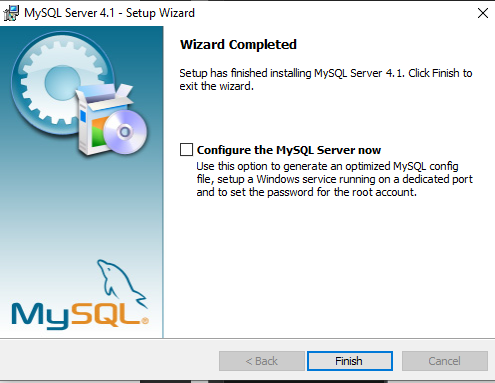 MySQL Server 4.1 - Setup Wizard
Wizard Completed
Setup has finished installing MySQL Server 4.1. Click Finish to
exit the wizard.
Configure the MySQL Server now
Use this option to generate an optimized MySQL config
file, setup a Windows service running on a dedicated port
and to set the password for the root account.
MySQL®
< Back
Finish
Cancel